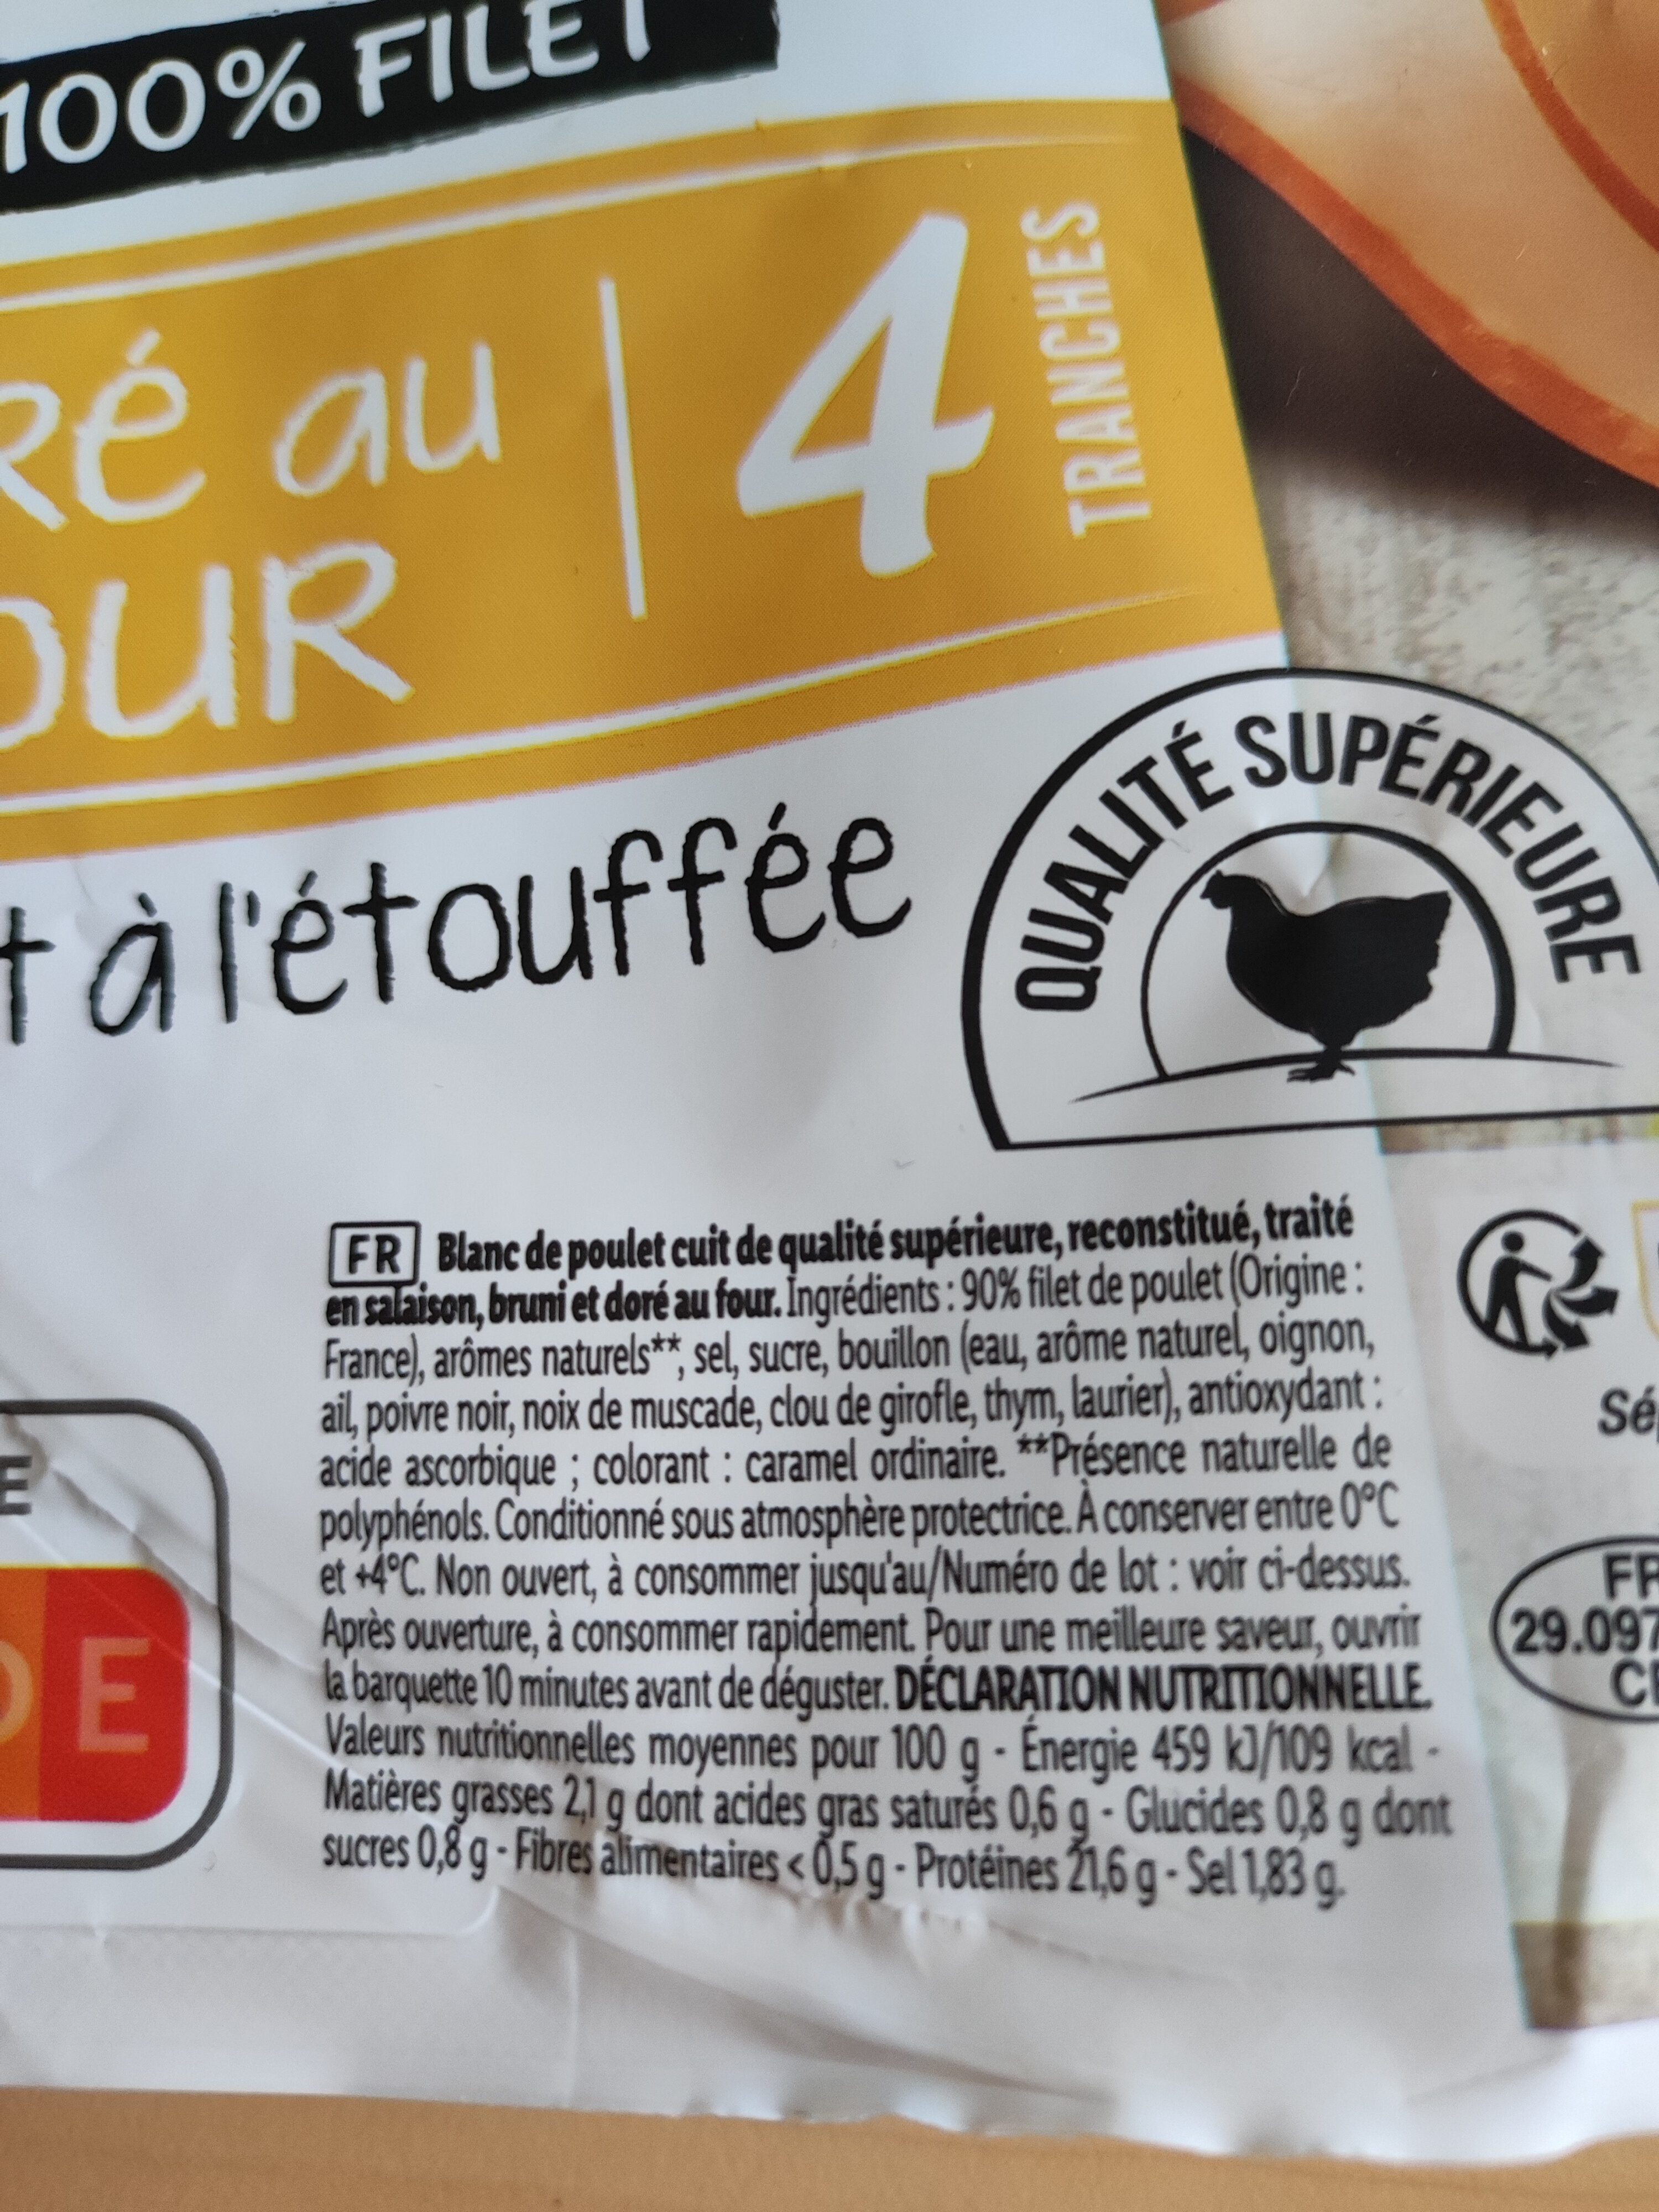 100% FILET
RÉ au
OUR
4
TRANCHES
t à l'étouffée
QUALITÉ SUPÉRIEURE
FR Blanc de poulet cuit de qualité supérieure, reconstitué, traité
en salaison, bruni et doré au four. Ingrédients : 90% filet de poulet (Origine :
France), arômes naturels**, sel, sucre, bouillon (eau, arôme naturel, oignon,
ail, poivre noir, noix de muscade, clou de girofle, thym, laurier), antioxydant :
acide ascorbique ; colorant : caramel ordinaire. **Présence naturelle de
polyphénols. Conditionné sous atmosphère protectrice. À conserver entre 0°C
et +4°C. Non ouvert, à consommer jusqu'au/Numéro de lot : voir ci-dessus.
Après ouverture, à consommer rapidement. Pour une meilleure saveur, ouvrir
la barquette 10 minutes avant de déguster. DÉCLARATION NUTRITIONNELLE.
Valeurs nutritionnelles moyennes pour 100 g - Énergie 459 kJ/109 kcal -
Matières grasses 2,1 g dont acides gras saturés 0,6 g - Glucides 0,8 g dont
sucres 0,8 g - Fibres alimentaires < 0,5 g - Protéines 21,6 g - Sel 1,83 g.
E
D E
Sé
FR
29.097
CE